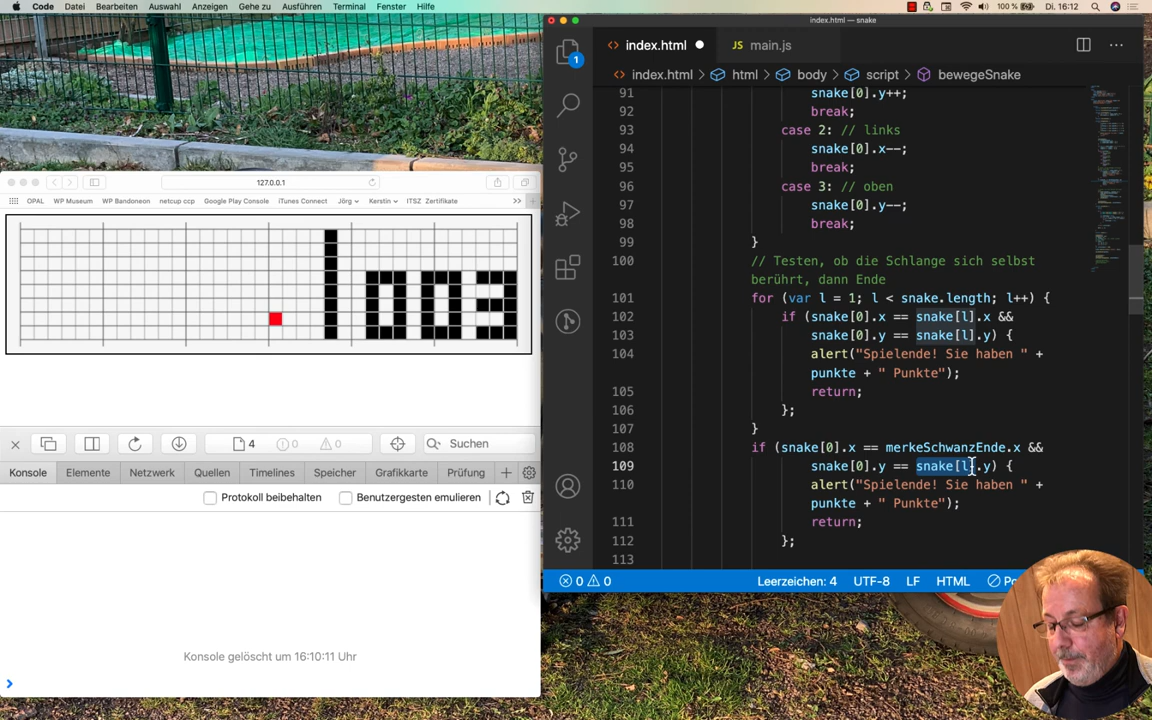 Code Datei Bearbeiten Auswahl Anzeigen Gehe zu Ausführen Terminal Fenster Hilfe 100 % Di. 16:12
index.html — snake
<> index.html JS main.js
<> index.html > html > body > script > bewegeSnake
91 snake[0].y++;
92 break;
93 case 2: // links
94 snake[0].x--;
95 break;
96 case 3: // oben
97 snake[0].y--;
98 break;
99 }
100 // Testen, ob die Schlange sich selbst
berührt, dann Ende
101 for (var l = 1; l < snake.length; l++) {
102 if (snake[0].x == snake[l].x &&
103 snake[0].y == snake[l].y) {
104 alert("Spielende! Sie haben " +
punkte + " Punkte");
105 return;
106 };
107 }
108 if (snake[0].x == merkeSchwanzEnde.x &&
109 snake[0].y == snake[l].y) {
110 alert("Spielende! Sie haben " +
punkte + " Punkte");
111 return;
112 };
113
1
0 0 Leerzeichen: 4 UTF-8 LF HTML
127.0.0.1
OPAL WP Museum WP Bandoneon netcup ccp Google Play Console iTunes Connect Jörg Kerstin ITSZ Zertifikate >>
4 0 0 Suchen
Konsole Elemente Netzwerk Quellen Timelines Speicher Grafikkarte Prüfung
Protokoll beibehalten Benutzergesten emulieren
Konsole gelöscht um 16:10:11 Uhr
>